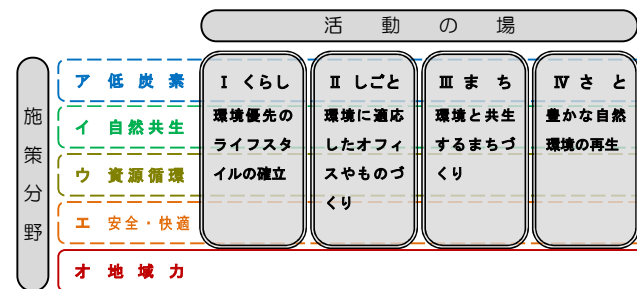 活動の場
施策分野
ア 低炭素
イ 自然共生
ウ 資源循環
エ 安全・快適
オ 地域力
Ⅰ くらし
環境優先の
ライフスタ
イルの確立
Ⅱ しごと
環境に適応
したオフィ
スやものづ
くり
Ⅲ まち
環境と共生
するまちづ
くり
Ⅳ さと
豊かな自然
環境の再生